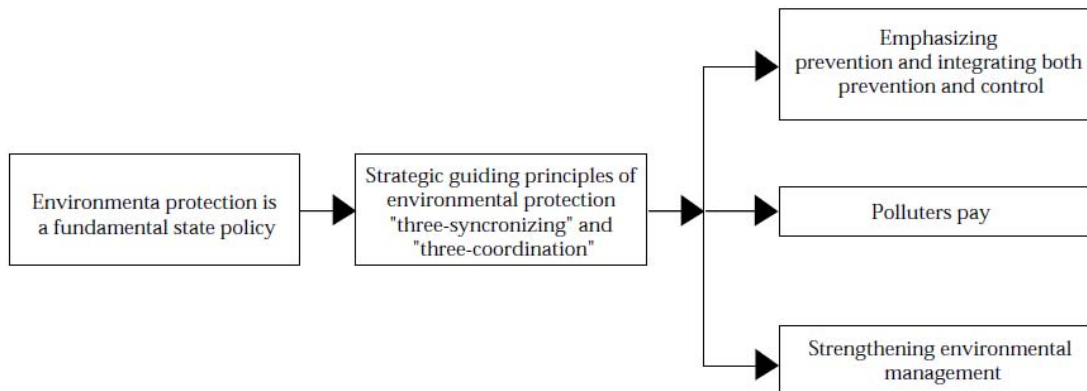 Environmenta protection is
a fundamental state policy
Strategic guiding principles of
environmental protection
"three-syncronizing" and
"three-coordination"
Emphasizing
prevention and integrating both
prevention and control
Polluters pay
Strengthening environmental
management